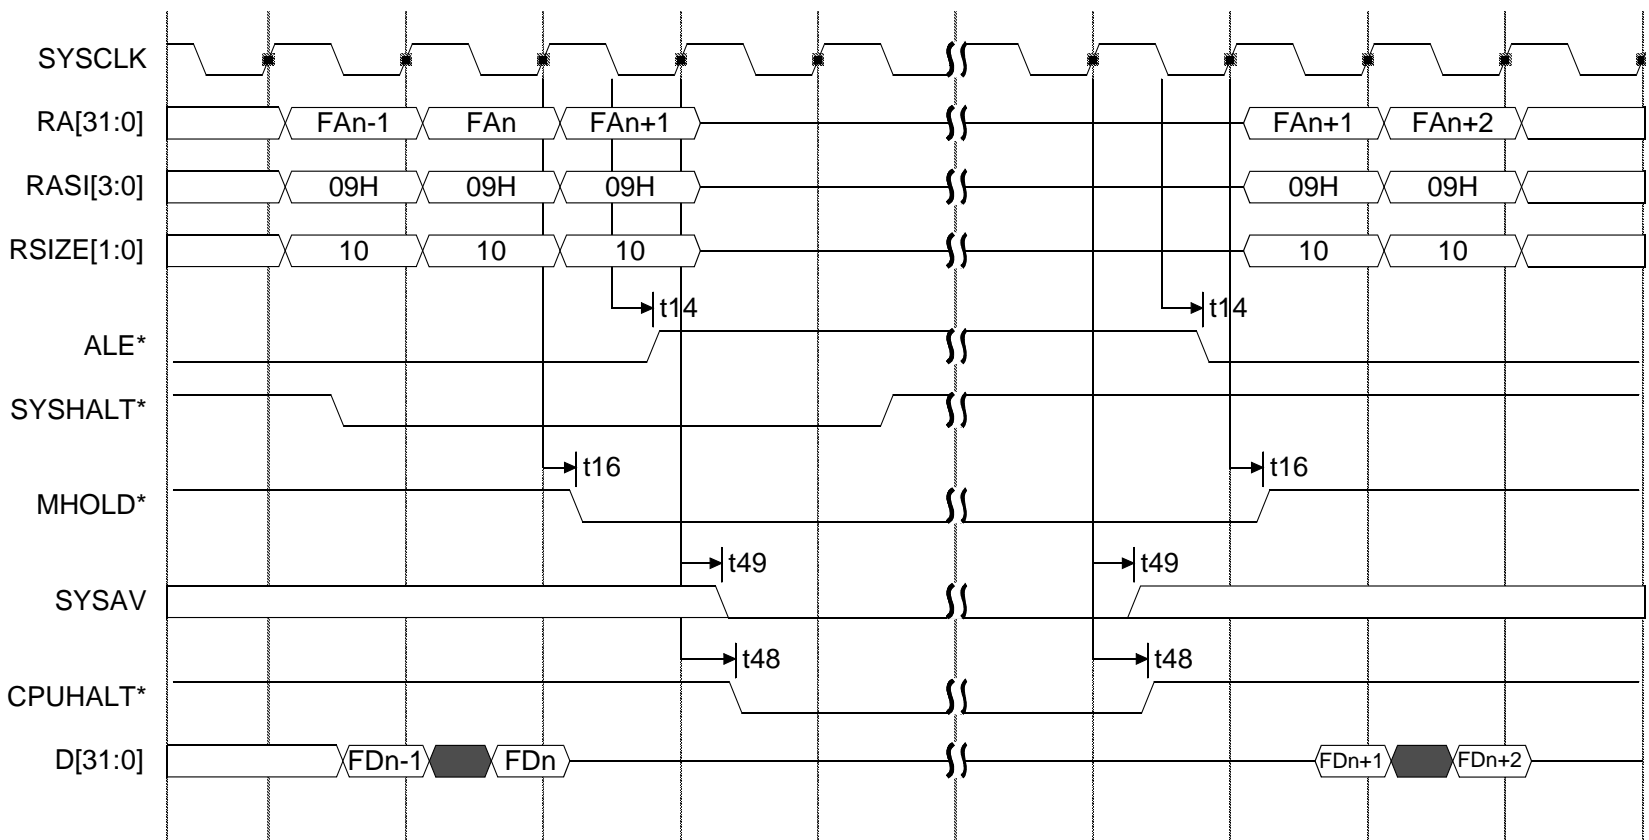 SYSCLK
RA[31:0] FAn-1 FAn FAn+1 FAn+1 FAn+2
RASI[3:0] 09H 09H 09H 09H 09H
RSIZE[1:0] 10 10 10 10 10
t14 t14
ALE*
SYSHALT*
t16 t16
MHOLD*
t49 t49
SYSAV
t48 t48
CPUHALT*
D[31:0] FDn-1 FDn FDn+1 FDn+2